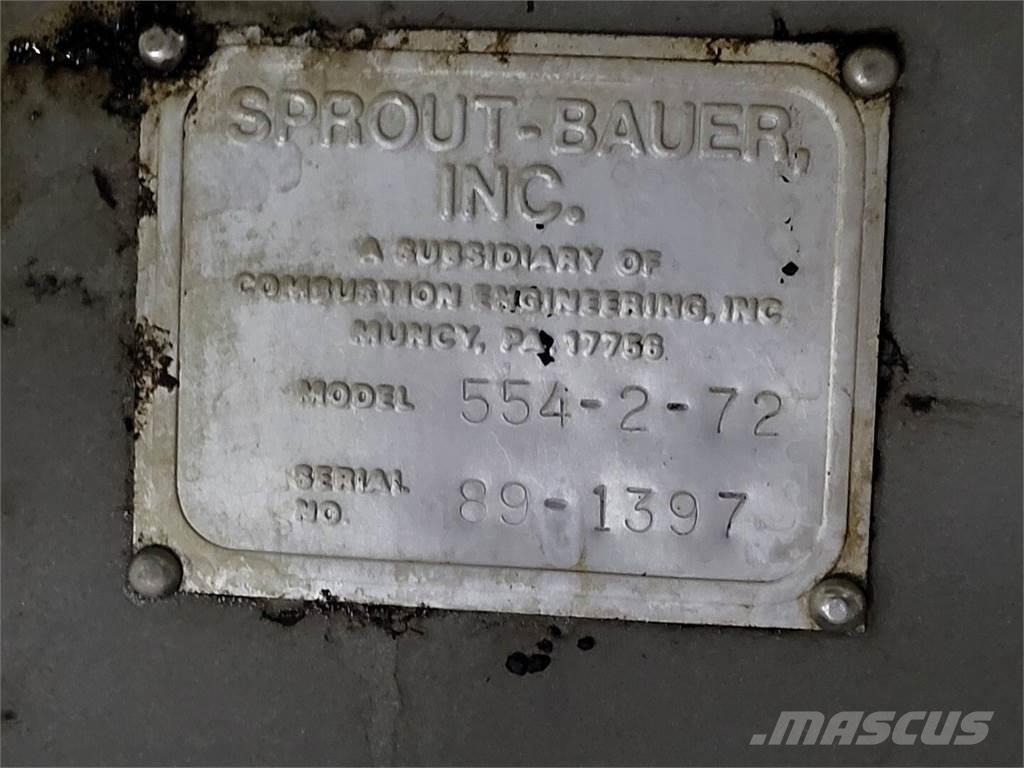 SPROUT-BAUER,
INC.
A SUBSIDIARY OF
COMBUSTION ENGINEERING, INC
MUNCY, PA 17756
MODEL 554-2-72
SERIAL
NO. 89-1397
MASCUS